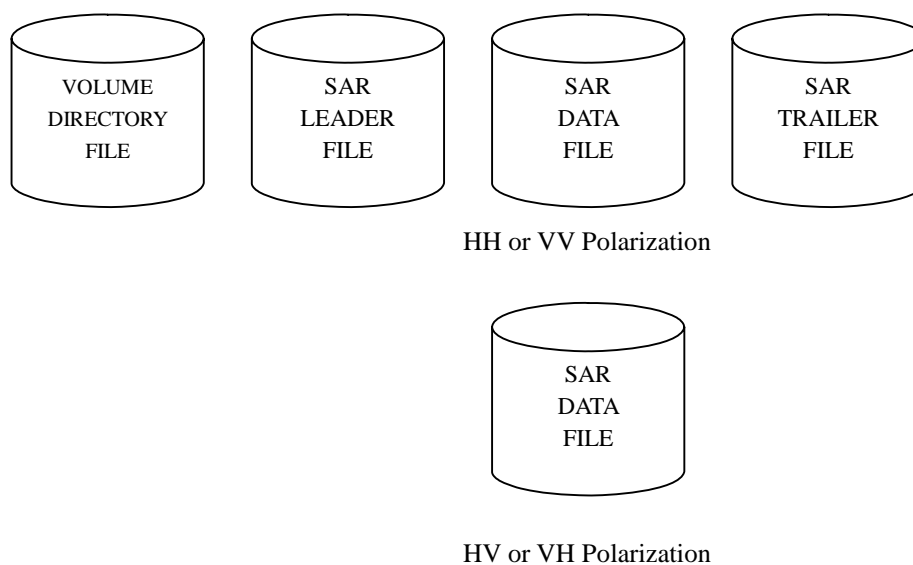 VOLUME
DIRECTORY
FILE
SAR
LEADER
FILE
SAR
DATA
FILE
SAR
TRAILER
FILE
HH or VV Polarization
SAR
DATA
FILE
HV or VH Polarization